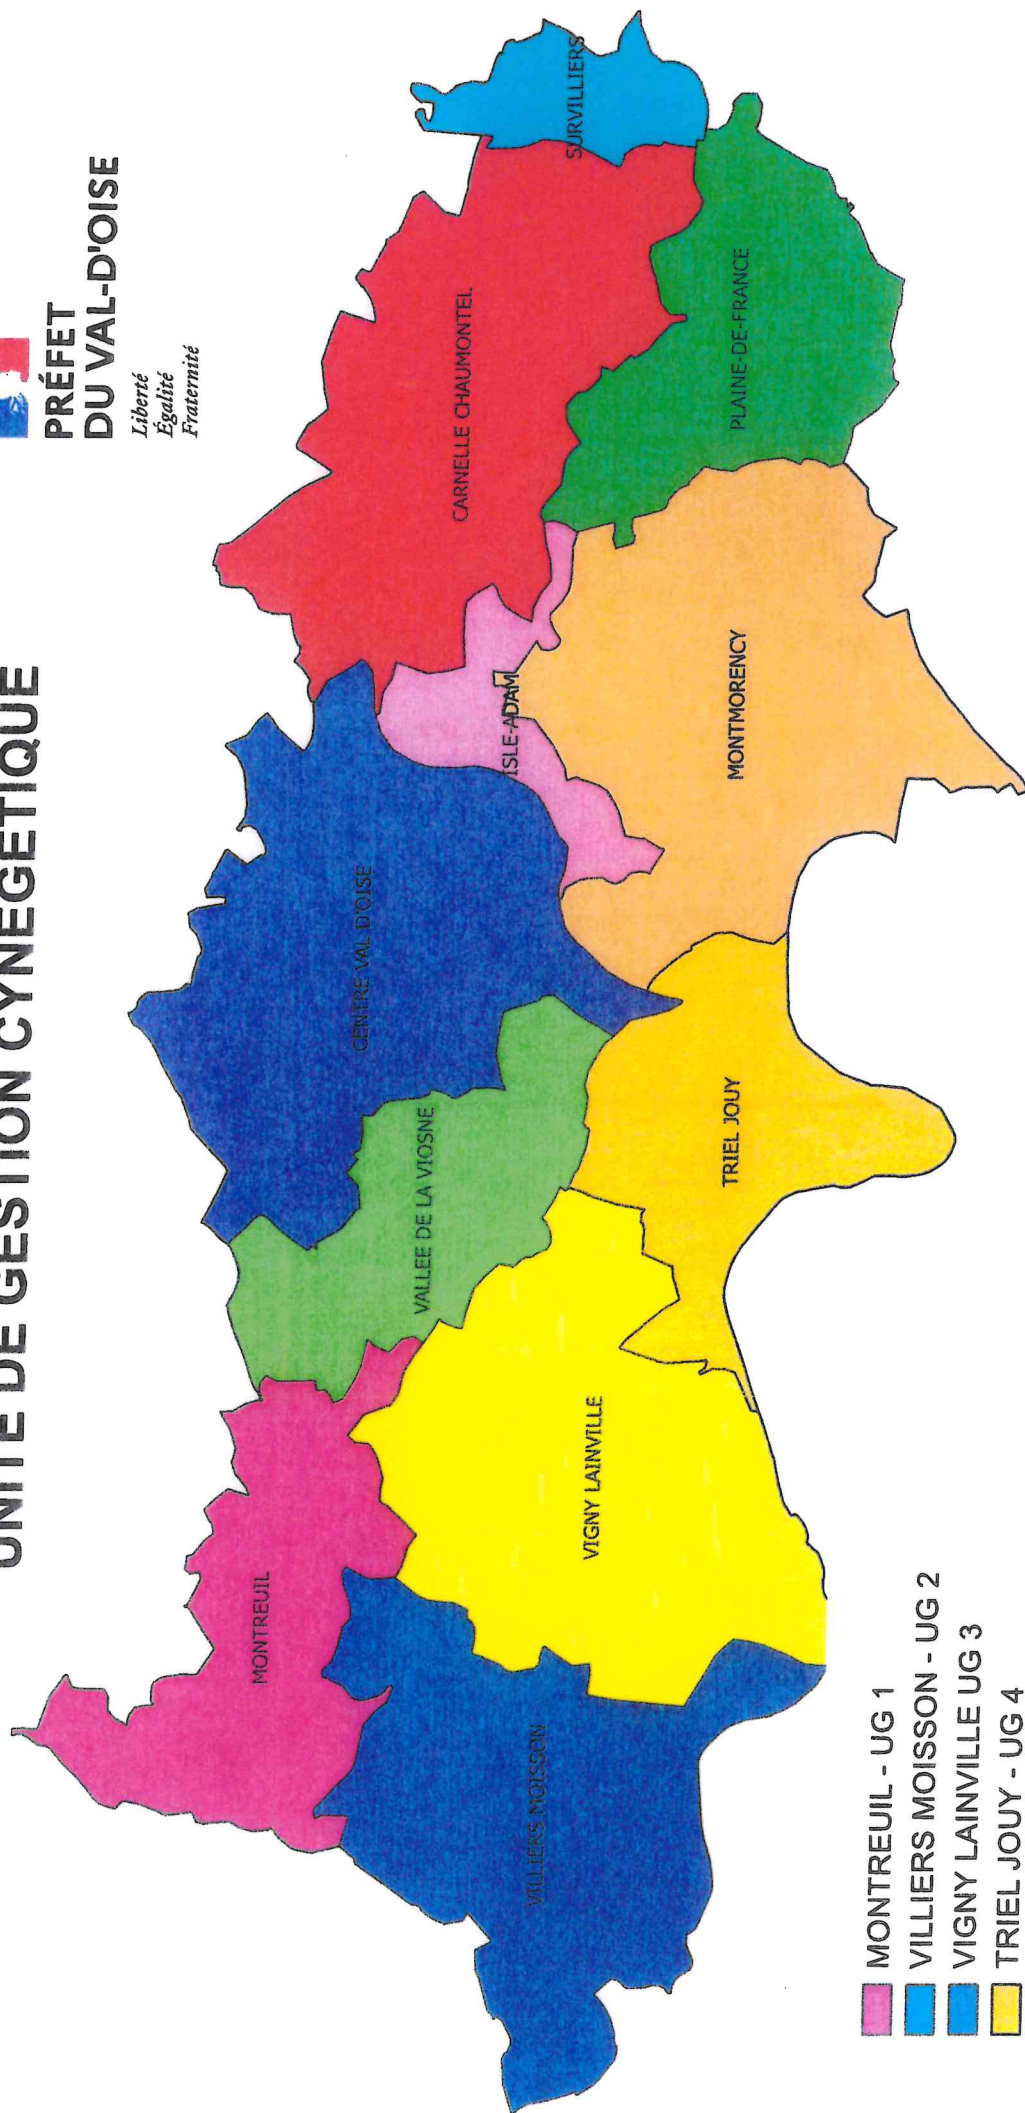 UNITE DE GESTION CYNEGETIQUE
PRÉFET
DU VAL-D'OISE
Liberté
Égalité
Fraternité
MONTREUIL
VILLIERS MOISSON
VIGNY LAINVILLE
VALLEE DE LA VIOSNE
CENTRE VAL D'OISE
TRIEL JOUY
ISLE-ADAM
MONTMORENCY
CARNELLE CHAUMONTEL
PLAINE-DE-FRANCE
SURVILLIERS
MONTREUIL - UG 1
VILLIERS MOISSON - UG 2
VIGNY LAINVILLE UG 3
TRIEL JOUY - UG 4